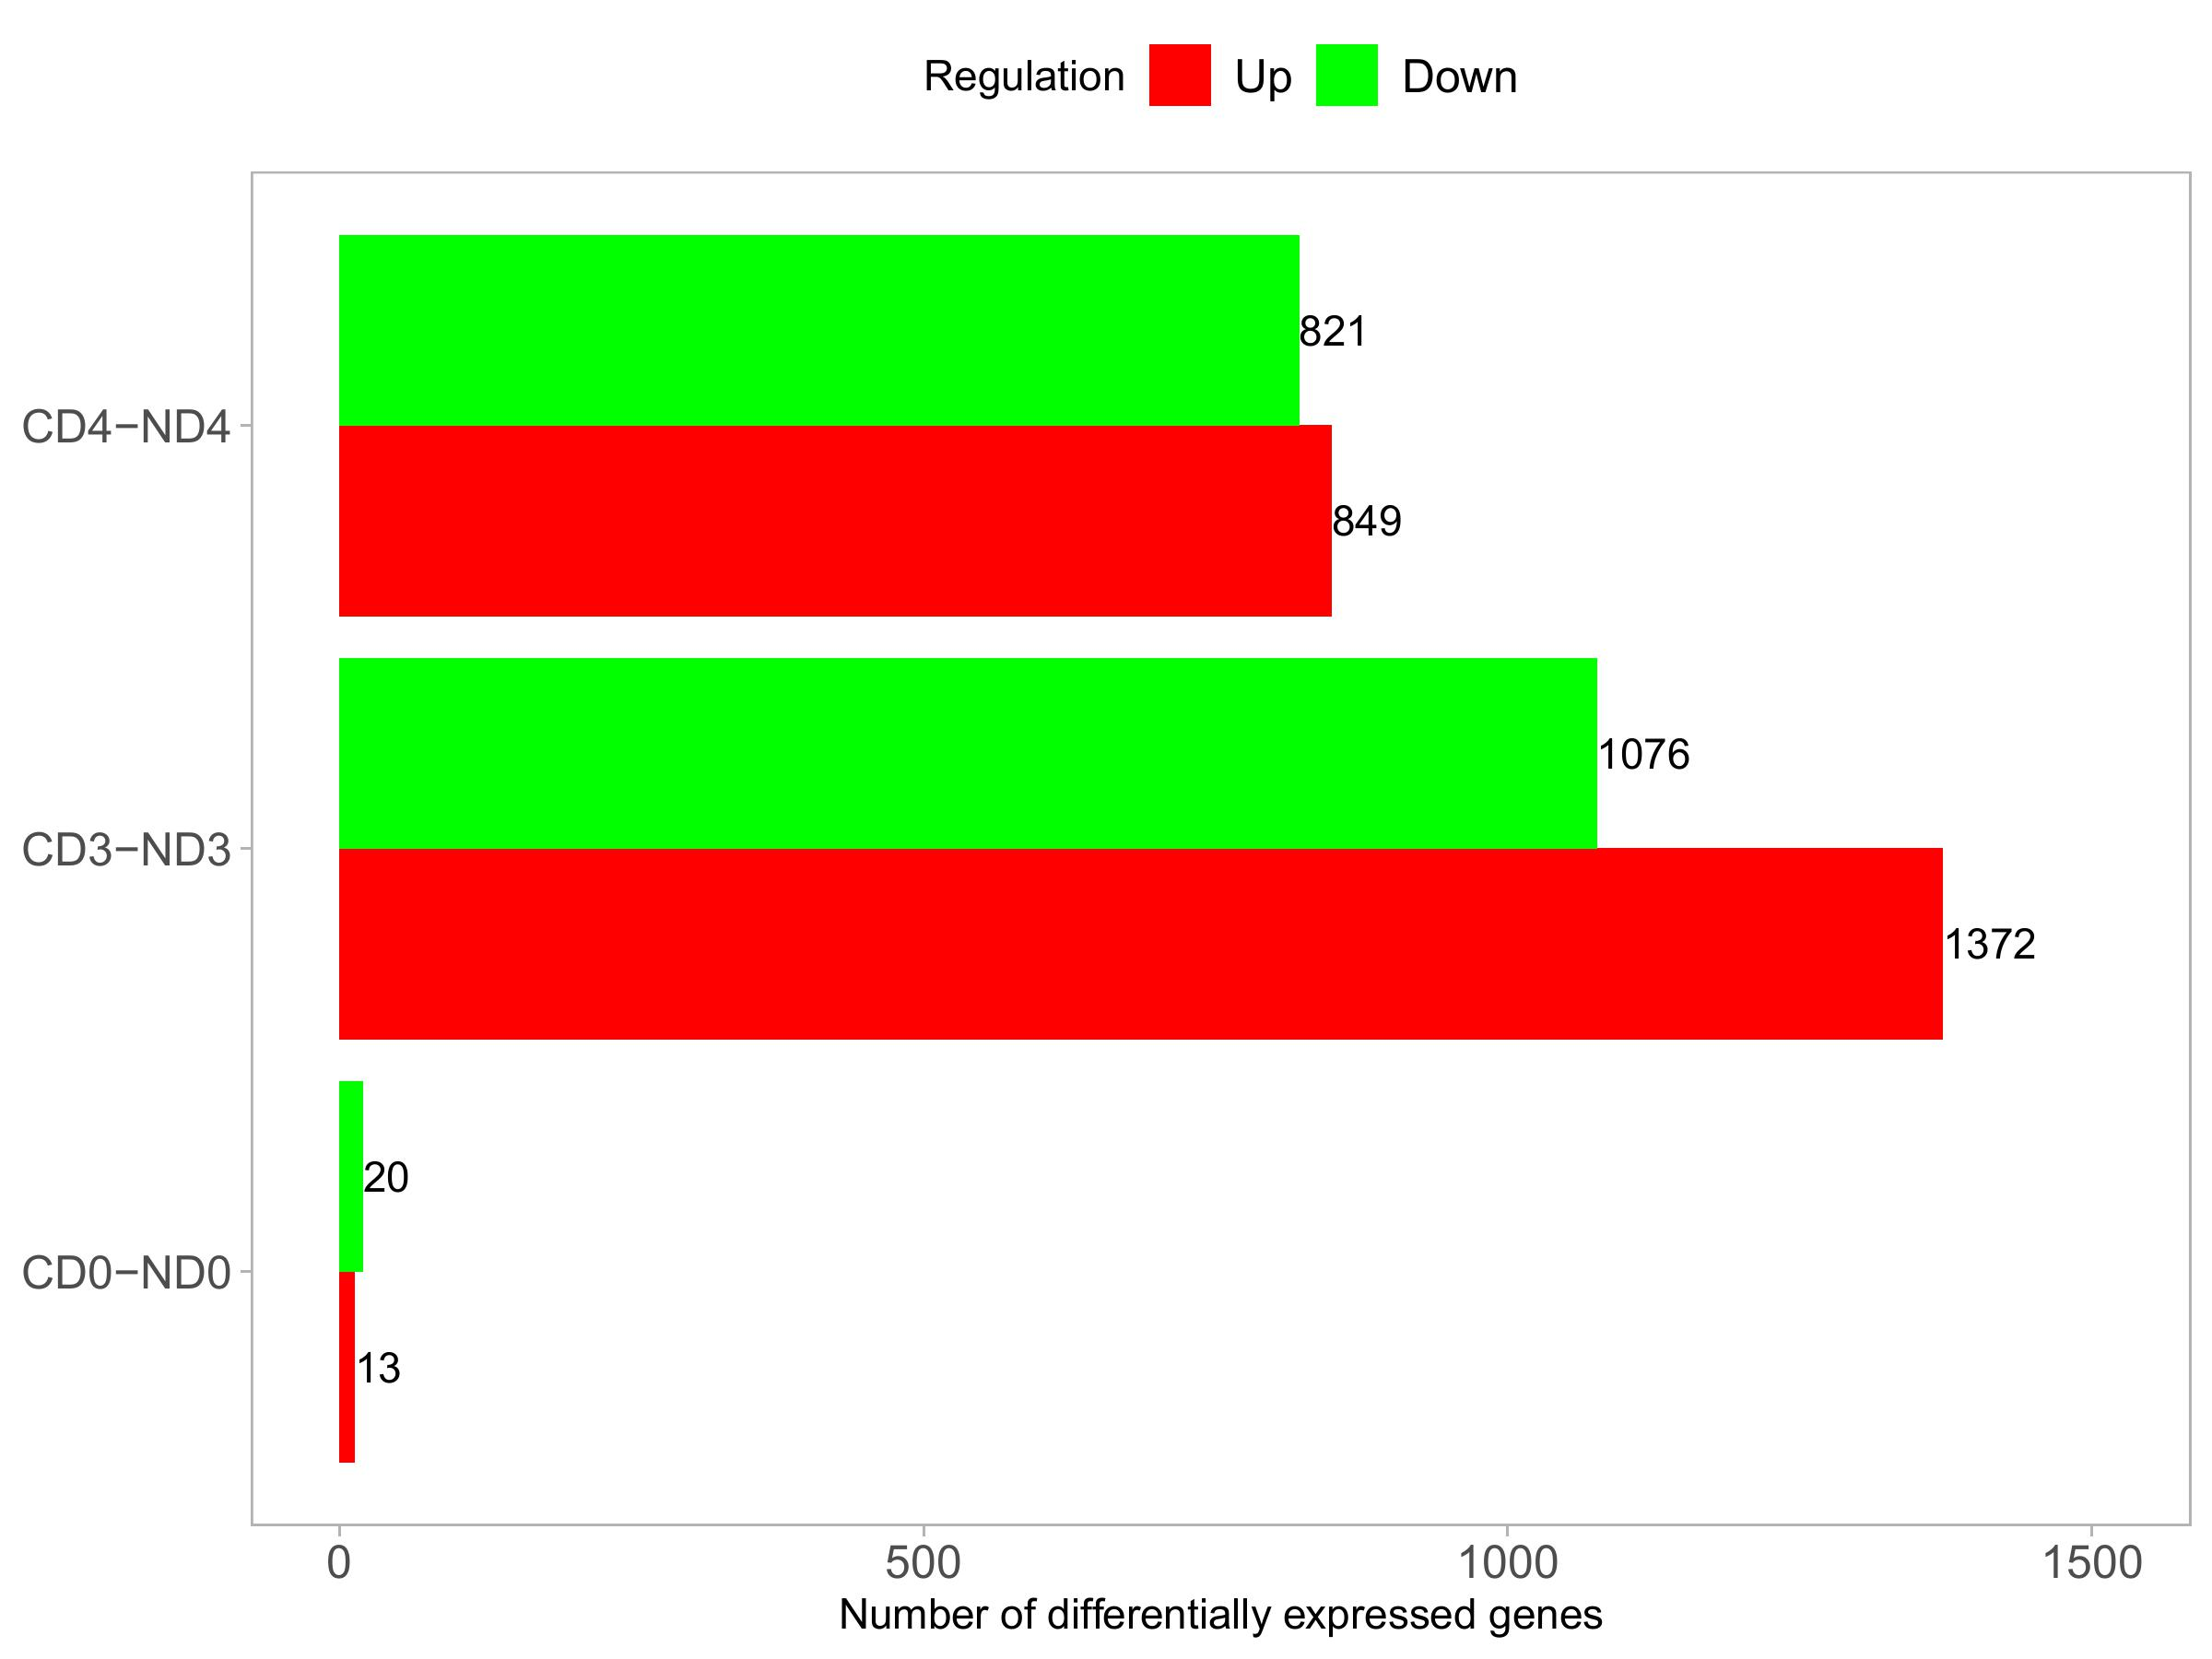 Regulation Up Down
821
CD4−ND4
849
1076
CD3−ND3
1372
20
CD0−ND0
13
0 500 1000 1500
Number of differentially expressed genes